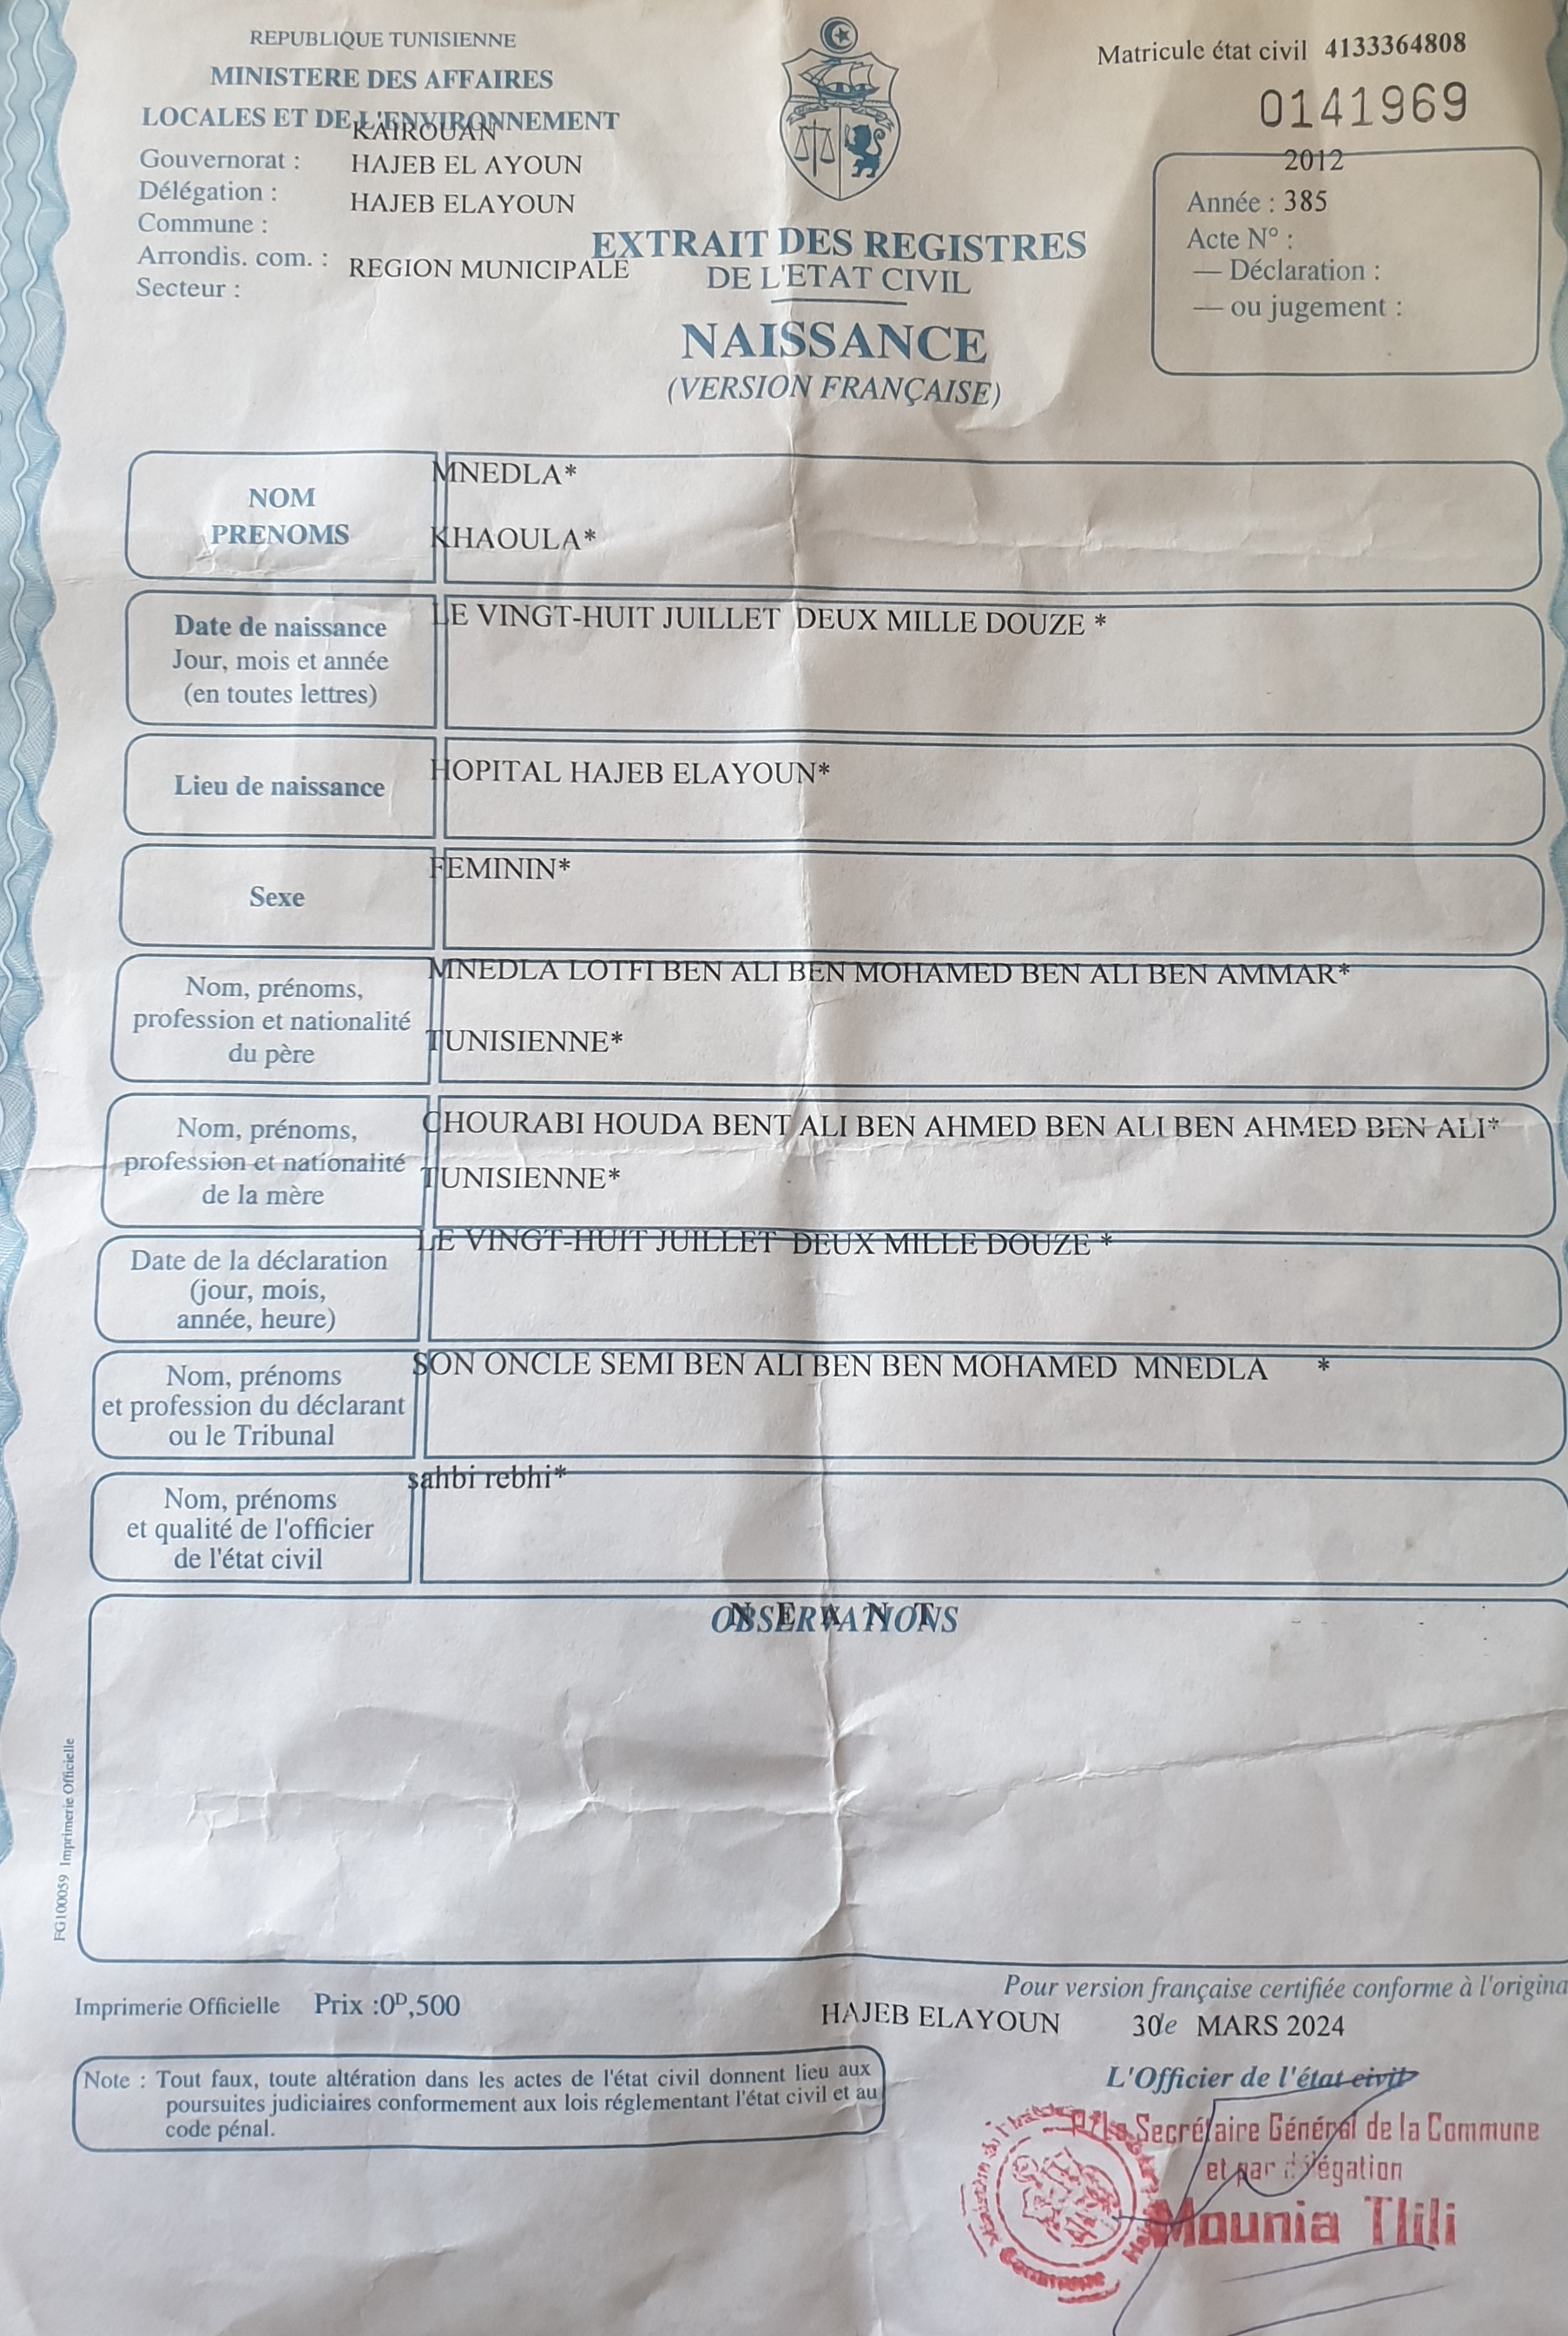 REPUBLIQUE TUNISIENNE
MINISTERE DES AFFAIRES
LOCALES ET DE L'ENVIRONNEMENT
KAIROUAN
Gouvernorat :
HAJEB EL AYOUN
Délégation :
HAJEB ELAYOUN
Commune :
Arrondis. com. :
REGION MUNICIPALE
Secteur :
Matricule état civil 4133364808
0141969
2012
Année : 385
Acte N° :
— Déclaration :
— ou jugement :
EXTRAIT DES REGISTRES
DE L'ETAT CIVIL
NAISSANCE
(VERSION FRANÇAISE)
NOM
PRENOMS
MNEDLA*
KHAOULA*
Date de naissance
Jour, mois et année
(en toutes lettres)
LE VINGT-HUIT JUILLET DEUX MILLE DOUZE *
Lieu de naissance
HOPITAL HAJEB ELAYOUN*
Sexe
FEMININ*
Nom, prénoms,
profession et nationalité
du père
MNEDLA LOTFI BEN ALI BEN MOHAMED BEN ALI BEN AMMAR*
TUNISIENNE*
Nom, prénoms,
profession et nationalité
de la mère
CHOURABI HOUDA BENT ALI BEN AHMED BEN ALI BEN AHMED BEN ALI*
TUNISIENNE*
Date de la déclaration
(jour, mois,
année, heure)
LE VINGT-HUIT JUILLET DEUX MILLE DOUZE *
Nom, prénoms
et profession du déclarant
ou le Tribunal
SON ONCLE SEMI BEN ALI BEN BEN MOHAMED MNEDLA *
Nom, prénoms
et qualité de l'officier
de l'état civil
sahbi rebhi*
OBSERVATIONS
N E A N T
FG100059 Imprimerie Officielle
Imprimerie Officielle Prix :0D,500
Pour version française certifiée conforme à l'origina
HAJEB ELAYOUN 30 le MARS 2024
Note : Tout faux, toute altération dans les actes de l'état civil donnent lieu aux
poursuites judiciaires conformement aux lois réglementant l'état civil et au
code pénal.
L'Officier de l'état civil
P/Le Secrétaire Général de la Commune
et par délégation
Mounia Tlili
Commune